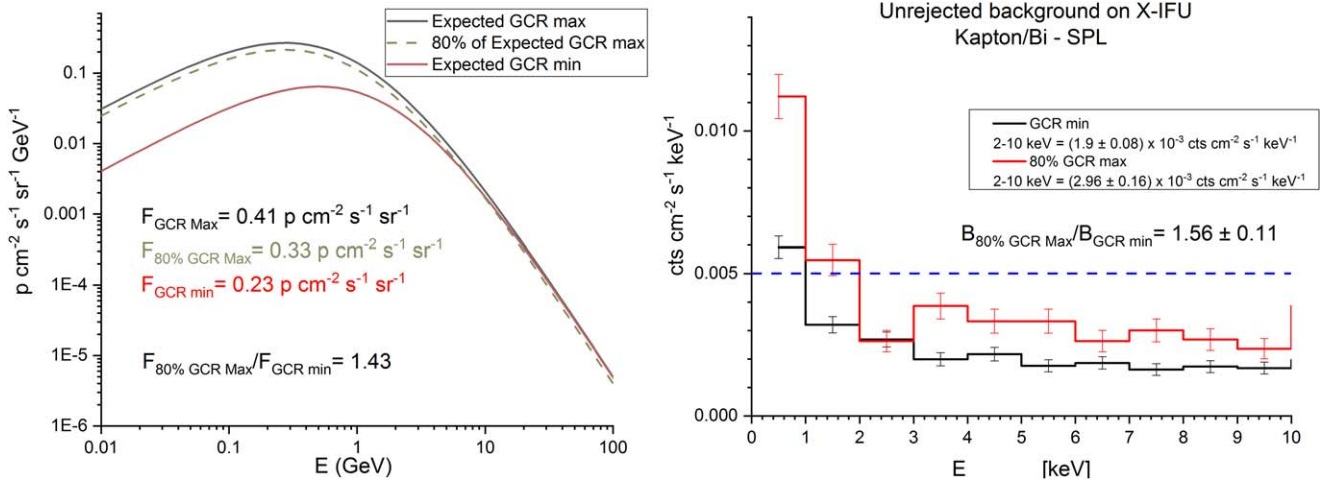 Expected GCR max
80% of Expected GCR max
Expected GCR min
p cm⁻² s⁻¹ sr⁻¹ GeV⁻¹
0.1
0.01
0.001
1E-4
1E-5
1E-6
F_GCR Max= 0.41 p cm⁻² s⁻¹ sr⁻¹
F_80% GCR Max= 0.33 p cm⁻² s⁻¹ sr⁻¹
F_GCR min= 0.23 p cm⁻² s⁻¹ sr⁻¹
F_80% GCR Max/F_GCR min= 1.43
0.01 0.1 1 10 100
E (GeV)
Unrejected background on X-IFU
Kapton/Bi - SPL
GCR min
2-10 keV = (1.9 ± 0.08) x 10⁻³ cts cm⁻² s⁻¹ keV⁻¹
80% GCR max
2-10 keV = (2.96 ± 0.16) x 10⁻³ cts cm⁻² s⁻¹ keV⁻¹
B_80% GCR Max/B_GCR min= 1.56 ± 0.11
cts cm⁻² s⁻¹ keV⁻¹
0.010
0.005
0.000
0 1 2 3 4 5 6 7 8 9 10
E [keV]